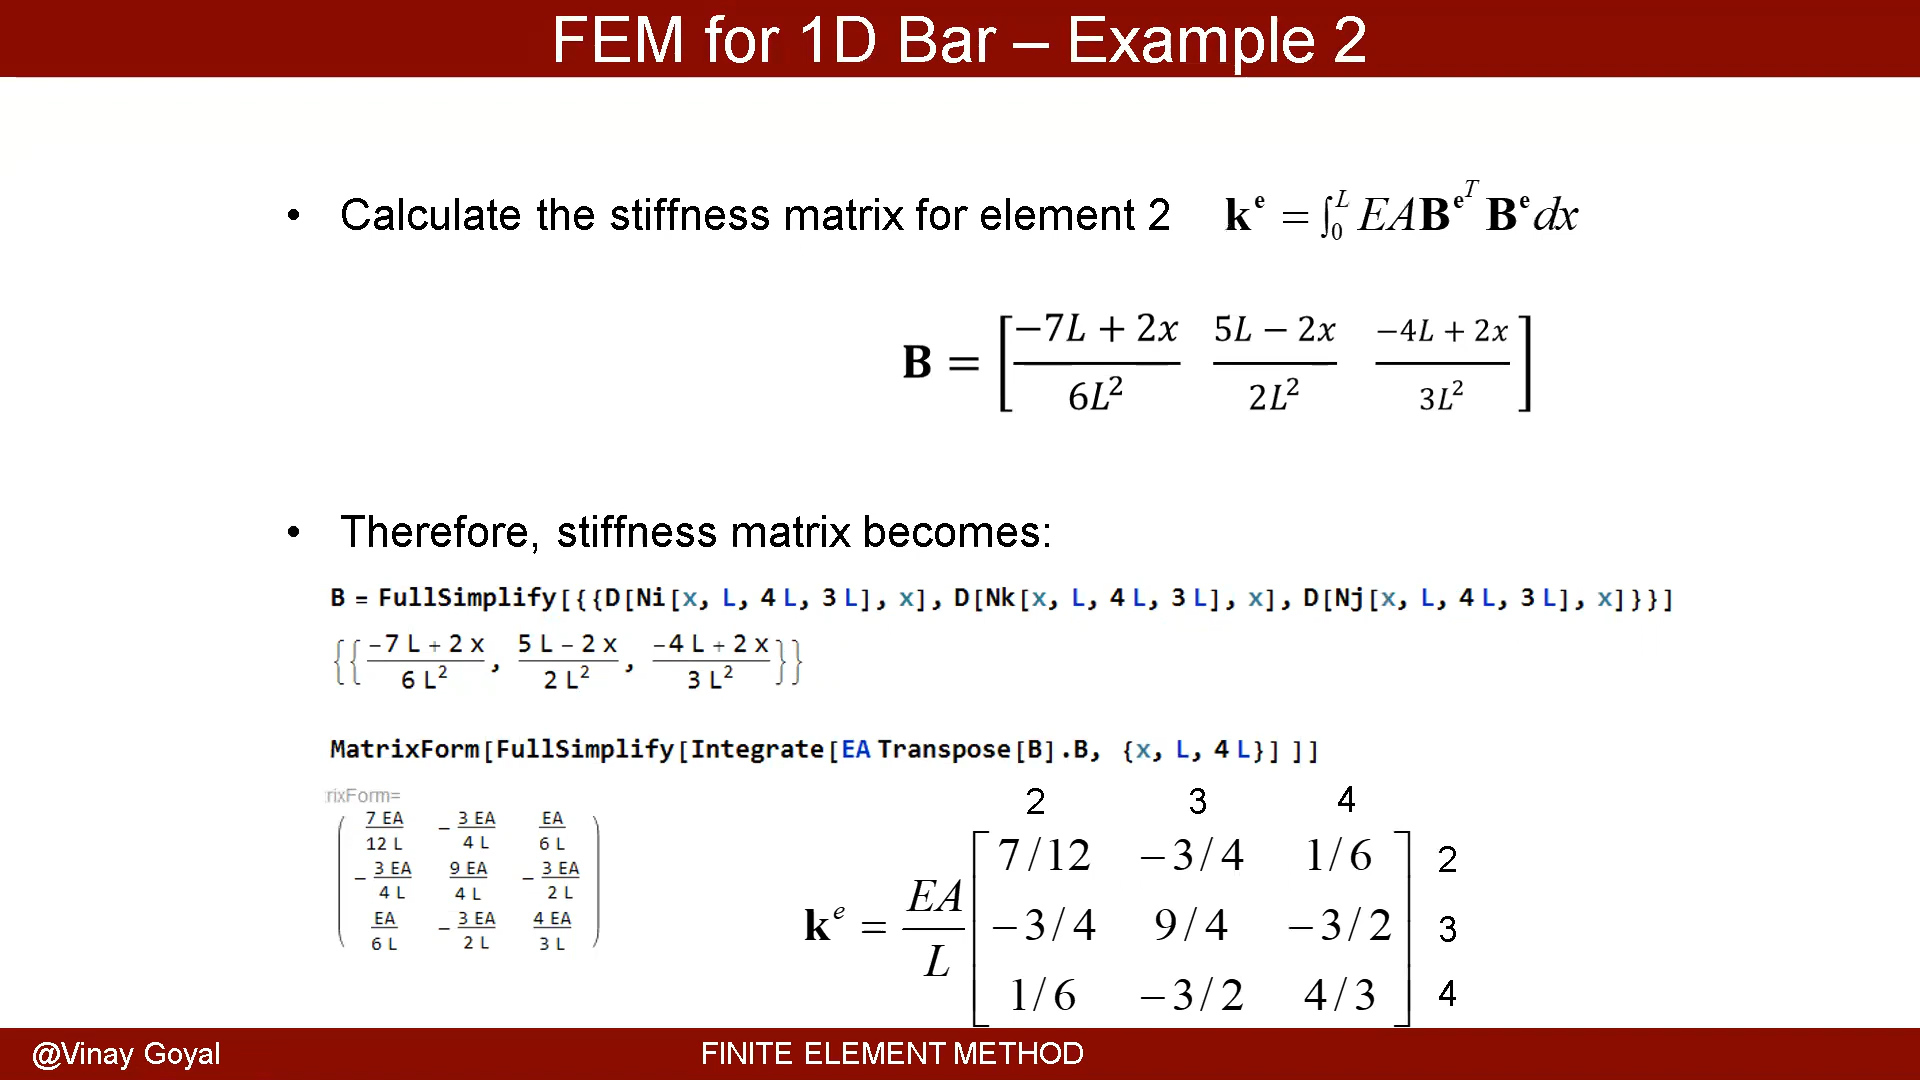 FEM for 1D Bar – Example 2
• Calculate the stiffness matrix for element 2 𝐤ᵉ = ∫₀ᴸ EA𝐁ᵉᵀ 𝐁ᵉ dx
𝐁 = [ (−7L + 2x)/(6L²) (5L − 2x)/(2L²) (−4L + 2x)/(3L²) ]
• Therefore, stiffness matrix becomes:
B = FullSimplify[{{D[Ni[x, L, 4 L, 3 L], x], D[Nk[x, L, 4 L, 3 L], x], D[Nj[x, L, 4 L, 3 L], x]}}]
{{(-7 L + 2 x)/(6 L²), (5 L - 2 x)/(2 L²), (-4 L + 2 x)/(3 L²)}}
MatrixForm[FullSimplify[Integrate[EA Transpose[B].B, {x, L, 4 L}] ]]
rixForm=
7 EA/12 L - 3 EA/4 L EA/6 L
- 3 EA/4 L 9 EA/4 L - 3 EA/2 L
EA/6 L - 3 EA/2 L 4 EA/3 L
2 3 4
7/12 −3/4 1/6 2
𝐤ᵉ = EA/L −3/4 9/4 −3/2 3
1/6 −3/2 4/3 4
@Vinay Goyal FINITE ELEMENT METHOD